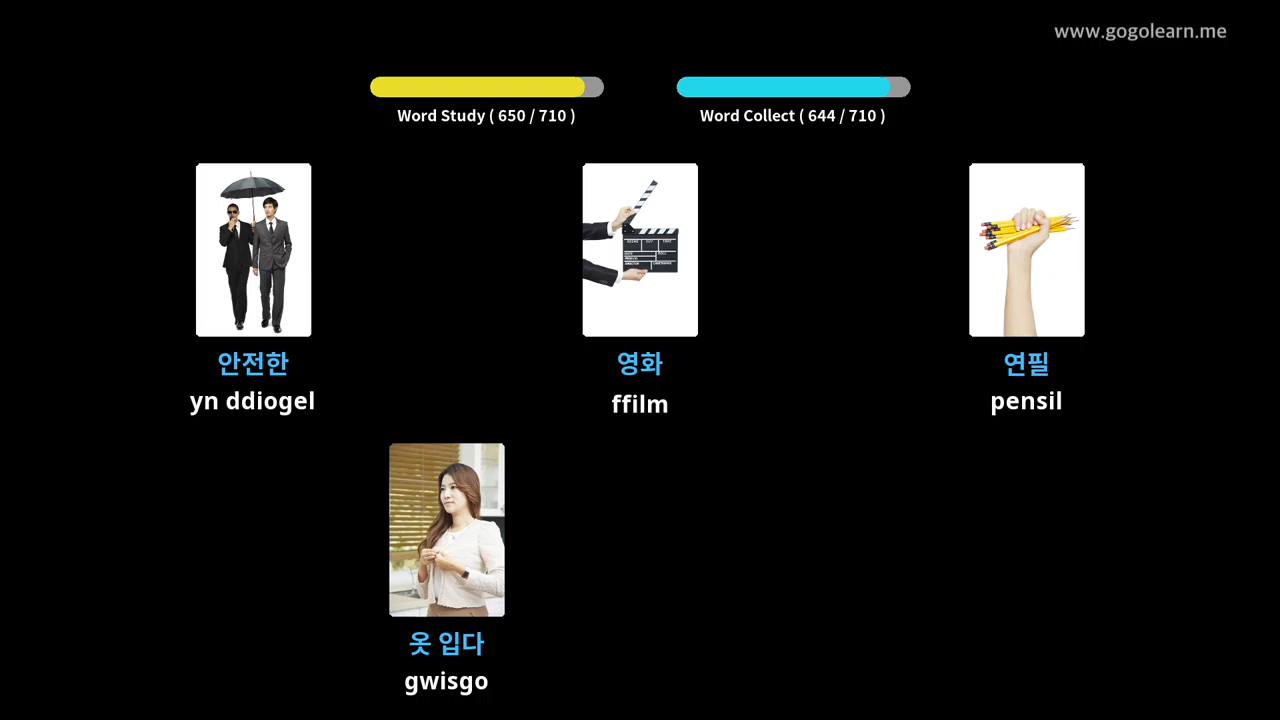 www.gogolearn.me
Word Study ( 650 / 710 )
Word Collect ( 644 / 710 )
안전한
yn ddiogel
영화
ffilm
연필
pensil
옷 입다
gwisgo